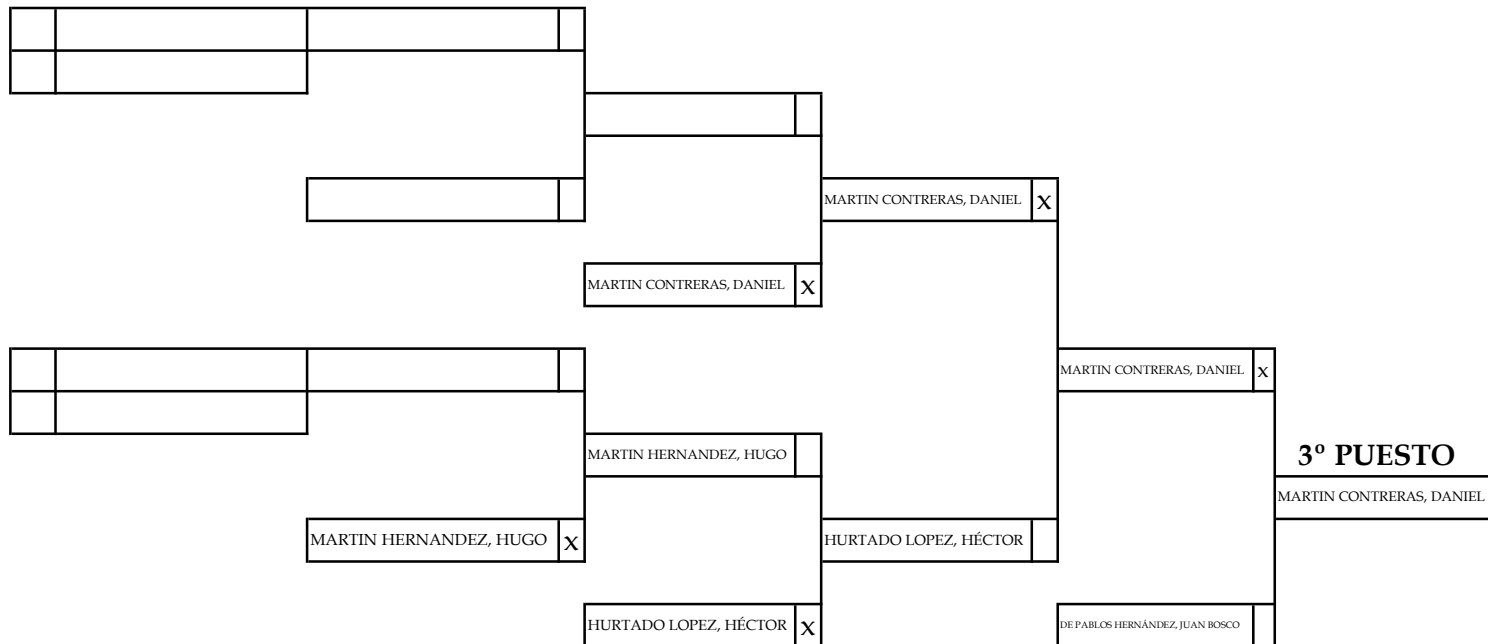 MARTIN CONTRERAS, DANIEL X
MARTIN CONTRERAS, DANIEL X
MARTIN CONTRERAS, DANIEL X
MARTIN HERNANDEZ, HUGO
3º PUESTO
MARTIN CONTRERAS, DANIEL
MARTIN HERNANDEZ, HUGO X
HURTADO LOPEZ, HÉCTOR
HURTADO LOPEZ, HÉCTOR X
DE PABLOS HERNÁNDEZ, JUAN BOSCO